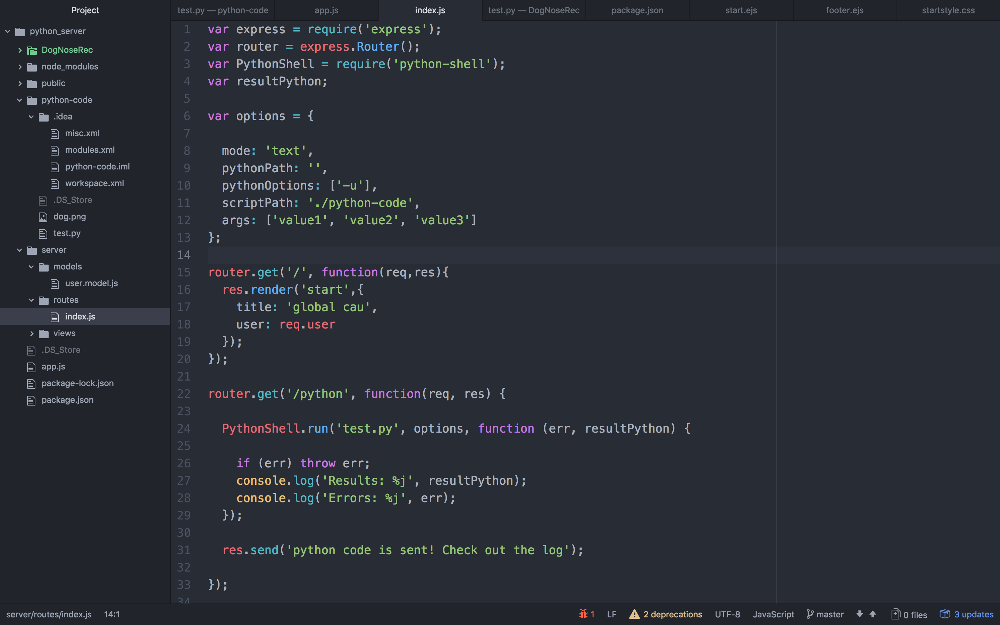 Project
python_server
DogNoseRec
node_modules
public
python-code
.idea
misc.xml
modules.xml
python-code.iml
workspace.xml
.DS_Store
dog.png
test.py
server
models
user.model.js
routes
index.js
views
.DS_Store
app.js
package-lock.json
package.json
test.py — python-code
app.js
index.js
test.py — DogNoseRec
package.json
start.ejs
footer.ejs
startstyle.css
1 var express = require('express');
2 var router = express.Router();
3 var PythonShell = require('python-shell');
4 var resultPython;
5
6 var options = {
7
8 mode: 'text',
9 pythonPath: '',
10 pythonOptions: ['-u'],
11 scriptPath: './python-code',
12 args: ['value1', 'value2', 'value3']
13 };
14
15 router.get('/', function(req,res){
16 res.render('start',{
17 title: 'global cau',
18 user: req.user
19 });
20 });
21
22 router.get('/python', function(req, res) {
23
24 PythonShell.run('test.py', options, function (err, resultPython) {
25
26 if (err) throw err;
27 console.log('Results: %j', resultPython);
28 console.log('Errors: %j', err);
29 });
30
31 res.send('python code is sent! Check out the log');
32
33 });
34
server/routes/index.js 14:1 1 LF 2 deprecations UTF-8 JavaScript master 0 files 3 updates